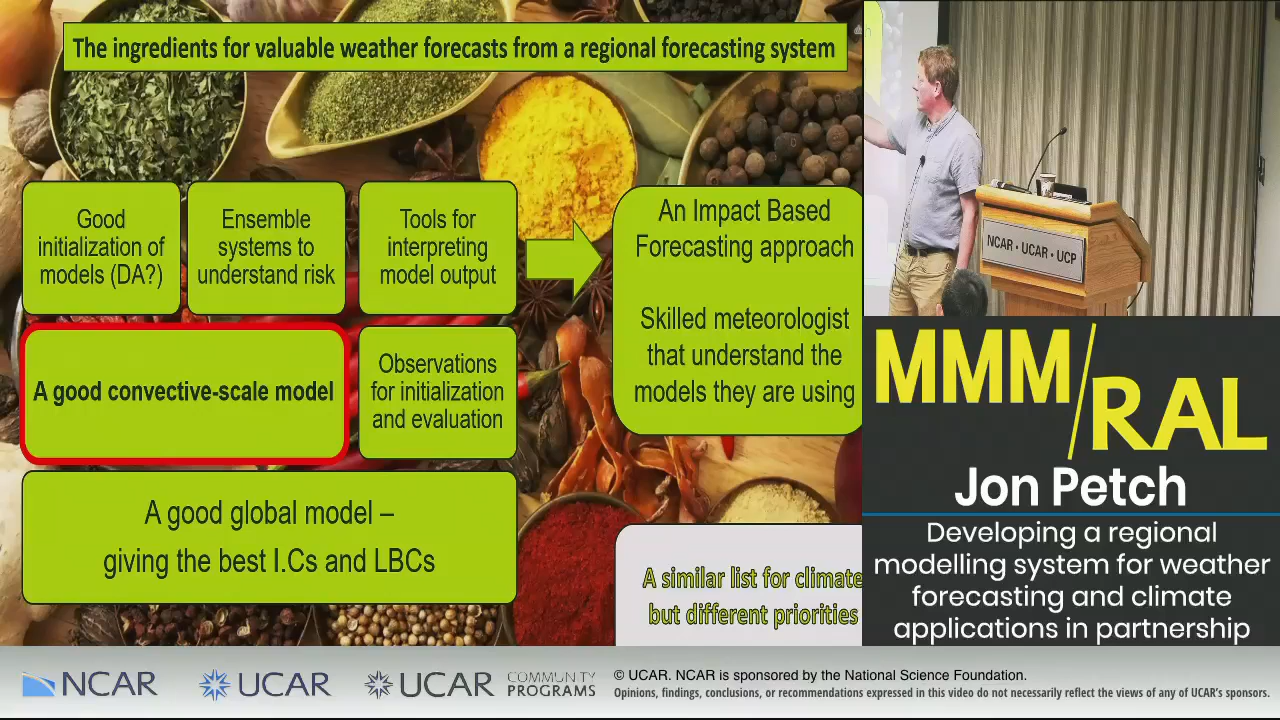 The ingredients for valuable weather forecasts from a regional forecasting system
Good
initialization of
models (DA?)
Ensemble
systems to
understand risk
Tools for
interpreting
model output
An Impact Based
Forecasting approach
Skilled meteorologist
that understand the
models they are using
A good convective-scale model
Observations
for initialization
and evaluation
A good global model –
giving the best I.Cs and LBCs
A similar list for climate
but different priorities
NCAR • UCAR • UCP
MMM/RAL
Jon Petch
Developing a regional
modelling system for weather
forecasting and climate
applications in partnership
NCAR
UCAR
UCAR
COMMUNITY
PROGRAMS
© UCAR. NCAR is sponsored by the National Science Foundation.
Opinions, findings, conclusions, or recommendations expressed in this video do not necessarily reflect the views of any of UCAR's sponsors.